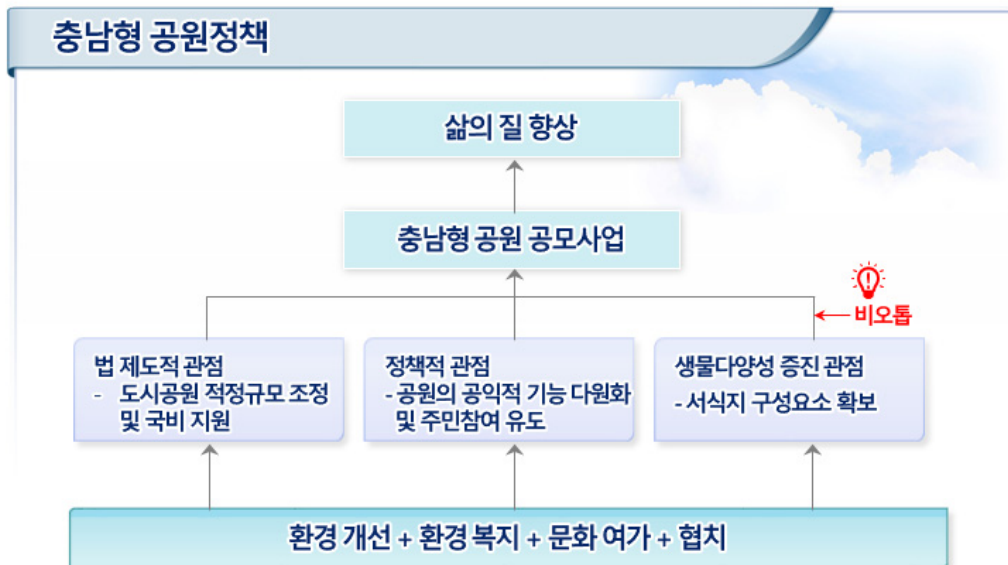 충남형 공원정책
삶의 질 향상
충남형 공원 공모사업
비오톱
법 제도적 관점
- 도시공원 적정규모 조정
및 국비 지원
정책적 관점
- 공원의 공익적 기능 다원화
및 주민참여 유도
생물다양성 증진 관점
- 서식지 구성요소 확보
환경 개선 + 환경 복지 + 문화 여가 + 협치